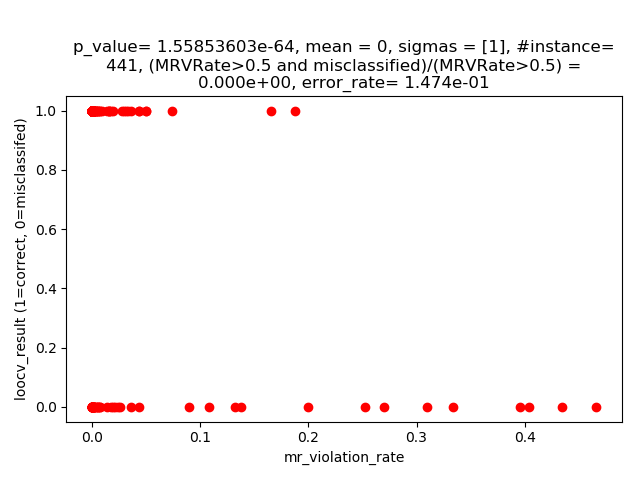 p_value= 1.55853603e-64, mean = 0, sigmas = [1], #instance=
441, (MRVRate>0.5 and misclassified)/(MRVRate>0.5) =
0.000e+00, error_rate= 1.474e-01
1.0
0.8
0.6
0.4
0.2
0.0
loocv_result (1=correct, 0=misclassifed)
0.0 0.1 0.2 0.3 0.4
mr_violation_rate